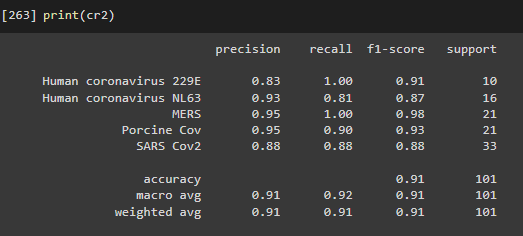 [263] print(cr2)
precision recall f1-score support
Human coronavirus 229E 0.83 1.00 0.91 10
Human coronavirus NL63 0.93 0.81 0.87 16
MERS 0.95 1.00 0.98 21
Porcine Cov 0.95 0.90 0.93 21
SARS Cov2 0.88 0.88 0.88 33
accuracy 0.91 101
macro avg 0.91 0.92 0.91 101
weighted avg 0.91 0.91 0.91 101